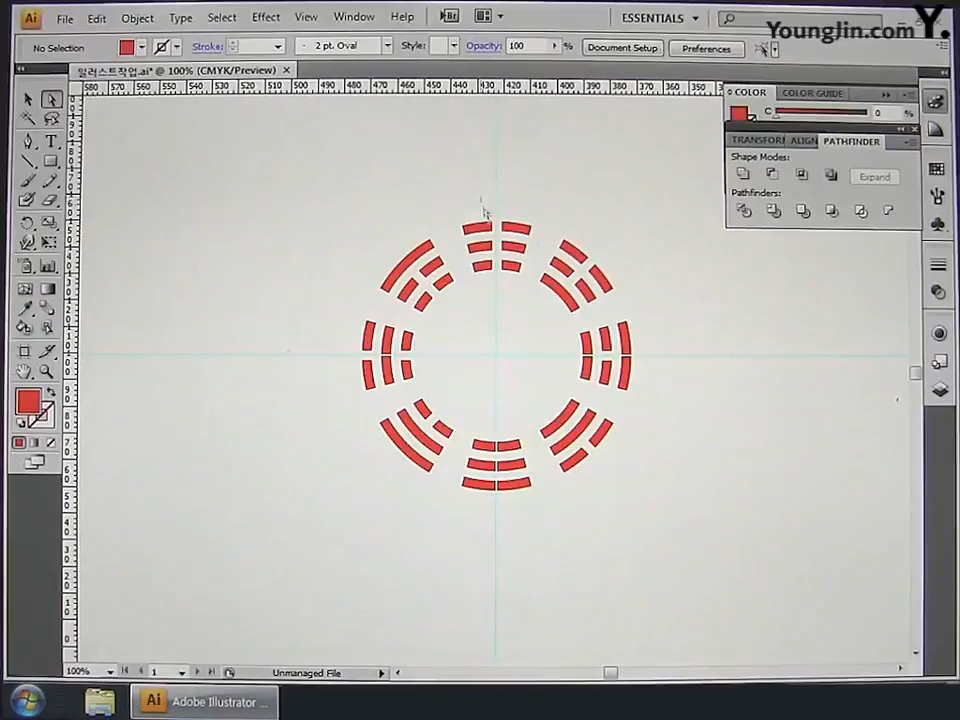 Ai File Edit Object Type Select Effect View Window Help Br ESSENTIALS
YoungJin.com Y.
No Selection Stroke: 2 pt. Oval Style: Opacity: 100 % Document Setup Preferences
일러스트작업.ai* @ 100% (CMYK/Preview) ×
580 570 560 550 540 530 520 510 500 490 480 470 460 450 440 430 420 410 400 390 380 370 360 350
COLOR COLOR GUIDE
C 0 %
TRANSFOR ALIGN PATHFINDER
Shape Modes:
Expand
Pathfinders:
100% 1 Unmanaged File
Ai Adobe Illustrator ...